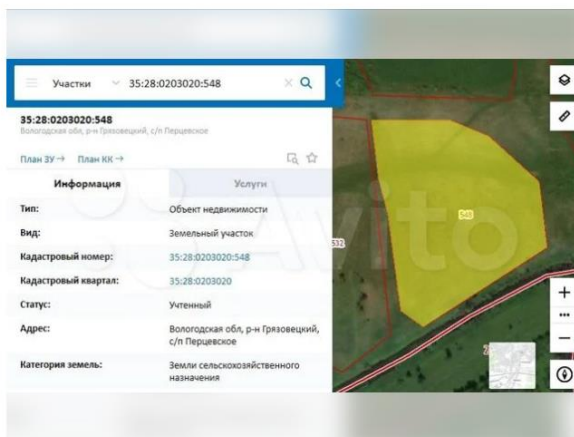 Участки 35:28:0203020:548
35:28:0203020:548
Вологодская обл, р-н Грязовецкий, с/п Перцевское
План ЗУ → План КК →
Информация Услуги
Тип: Объект недвижимости
Вид: Земельный участок
Кадастровый номер: 35:28:0203020:548
Кадастровый квартал: 35:28:0203020
Статус: Учтенный
Адрес: Вологодская обл, р-н Грязовецкий,
с/п Перцевское
Категория земель: Земли сельскохозяйственного
назначения
548
532
Avito